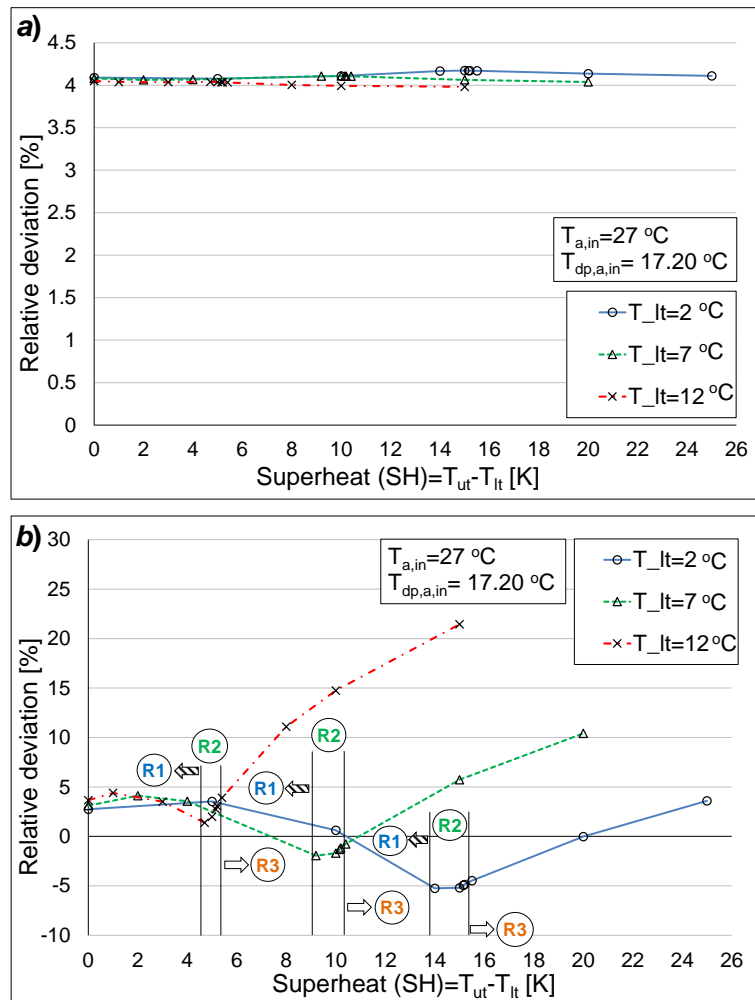 a)
4.5
4
3.5
3
2.5
2
1.5
1
0.5
0
Relative deviation [%]
T_a,in=27 °C
T_dp,a,in= 17.20 °C
T_lt=2 °C
T_lt=7 °C
T_lt=12 °C
0 2 4 6 8 10 12 14 16 18 20 22 24 26
Superheat (SH)=T_ut-T_lt [K]
b)
30
25
20
15
10
5
0
-5
-10
Relative deviation [%]
T_a,in=27 °C
T_dp,a,in= 17.20 °C
T_lt=2 °C
T_lt=7 °C
T_lt=12 °C
R1
R2
R3
R1
R2
R3
R1
R2
R3
0 2 4 6 8 10 12 14 16 18 20 22 24 26
Superheat (SH)=T_ut-T_lt [K]